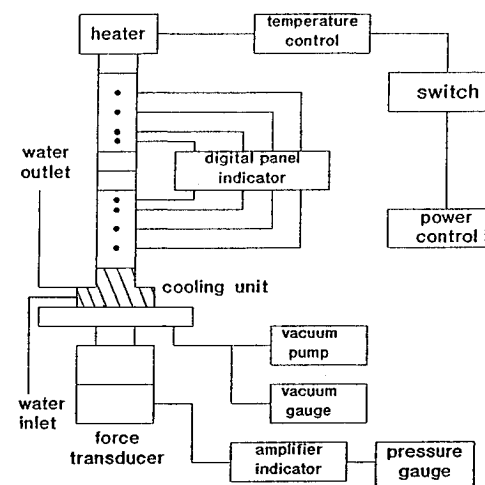 heater
temperature
control
switch
power
control
water
outlet
digital panel
indicator
cooling unit
vacuum
pump
vacuum
gauge
water
inlet
force
transducer
amplifier
indicator
pressure
gauge